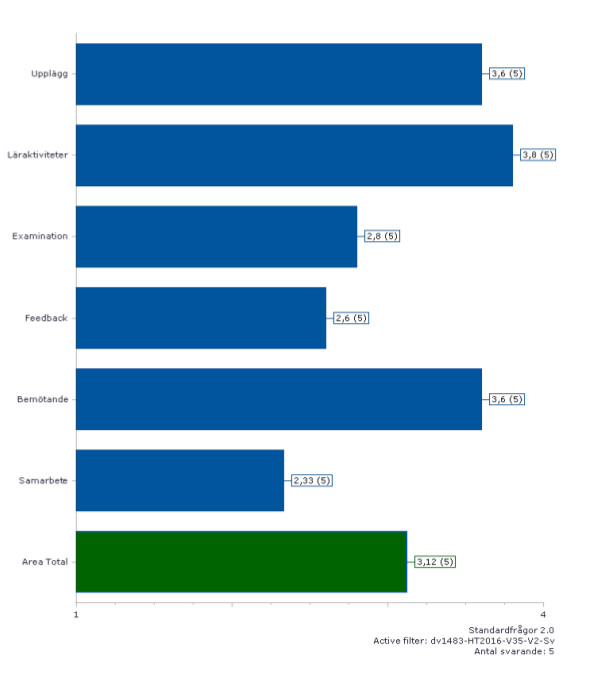 Upplägg
3,6 (5)
Läraktiviteter
3,8 (5)
Examination
2,8 (5)
Feedback
2,6 (5)
Bemötande
3,6 (5)
Samarbete
2,33 (5)
Area Total
3,12 (5)
1
4
Standardfrågor 2.0
Active filter: dv1483-HT2016-V35-V2-Sv
Antal svarande: 5